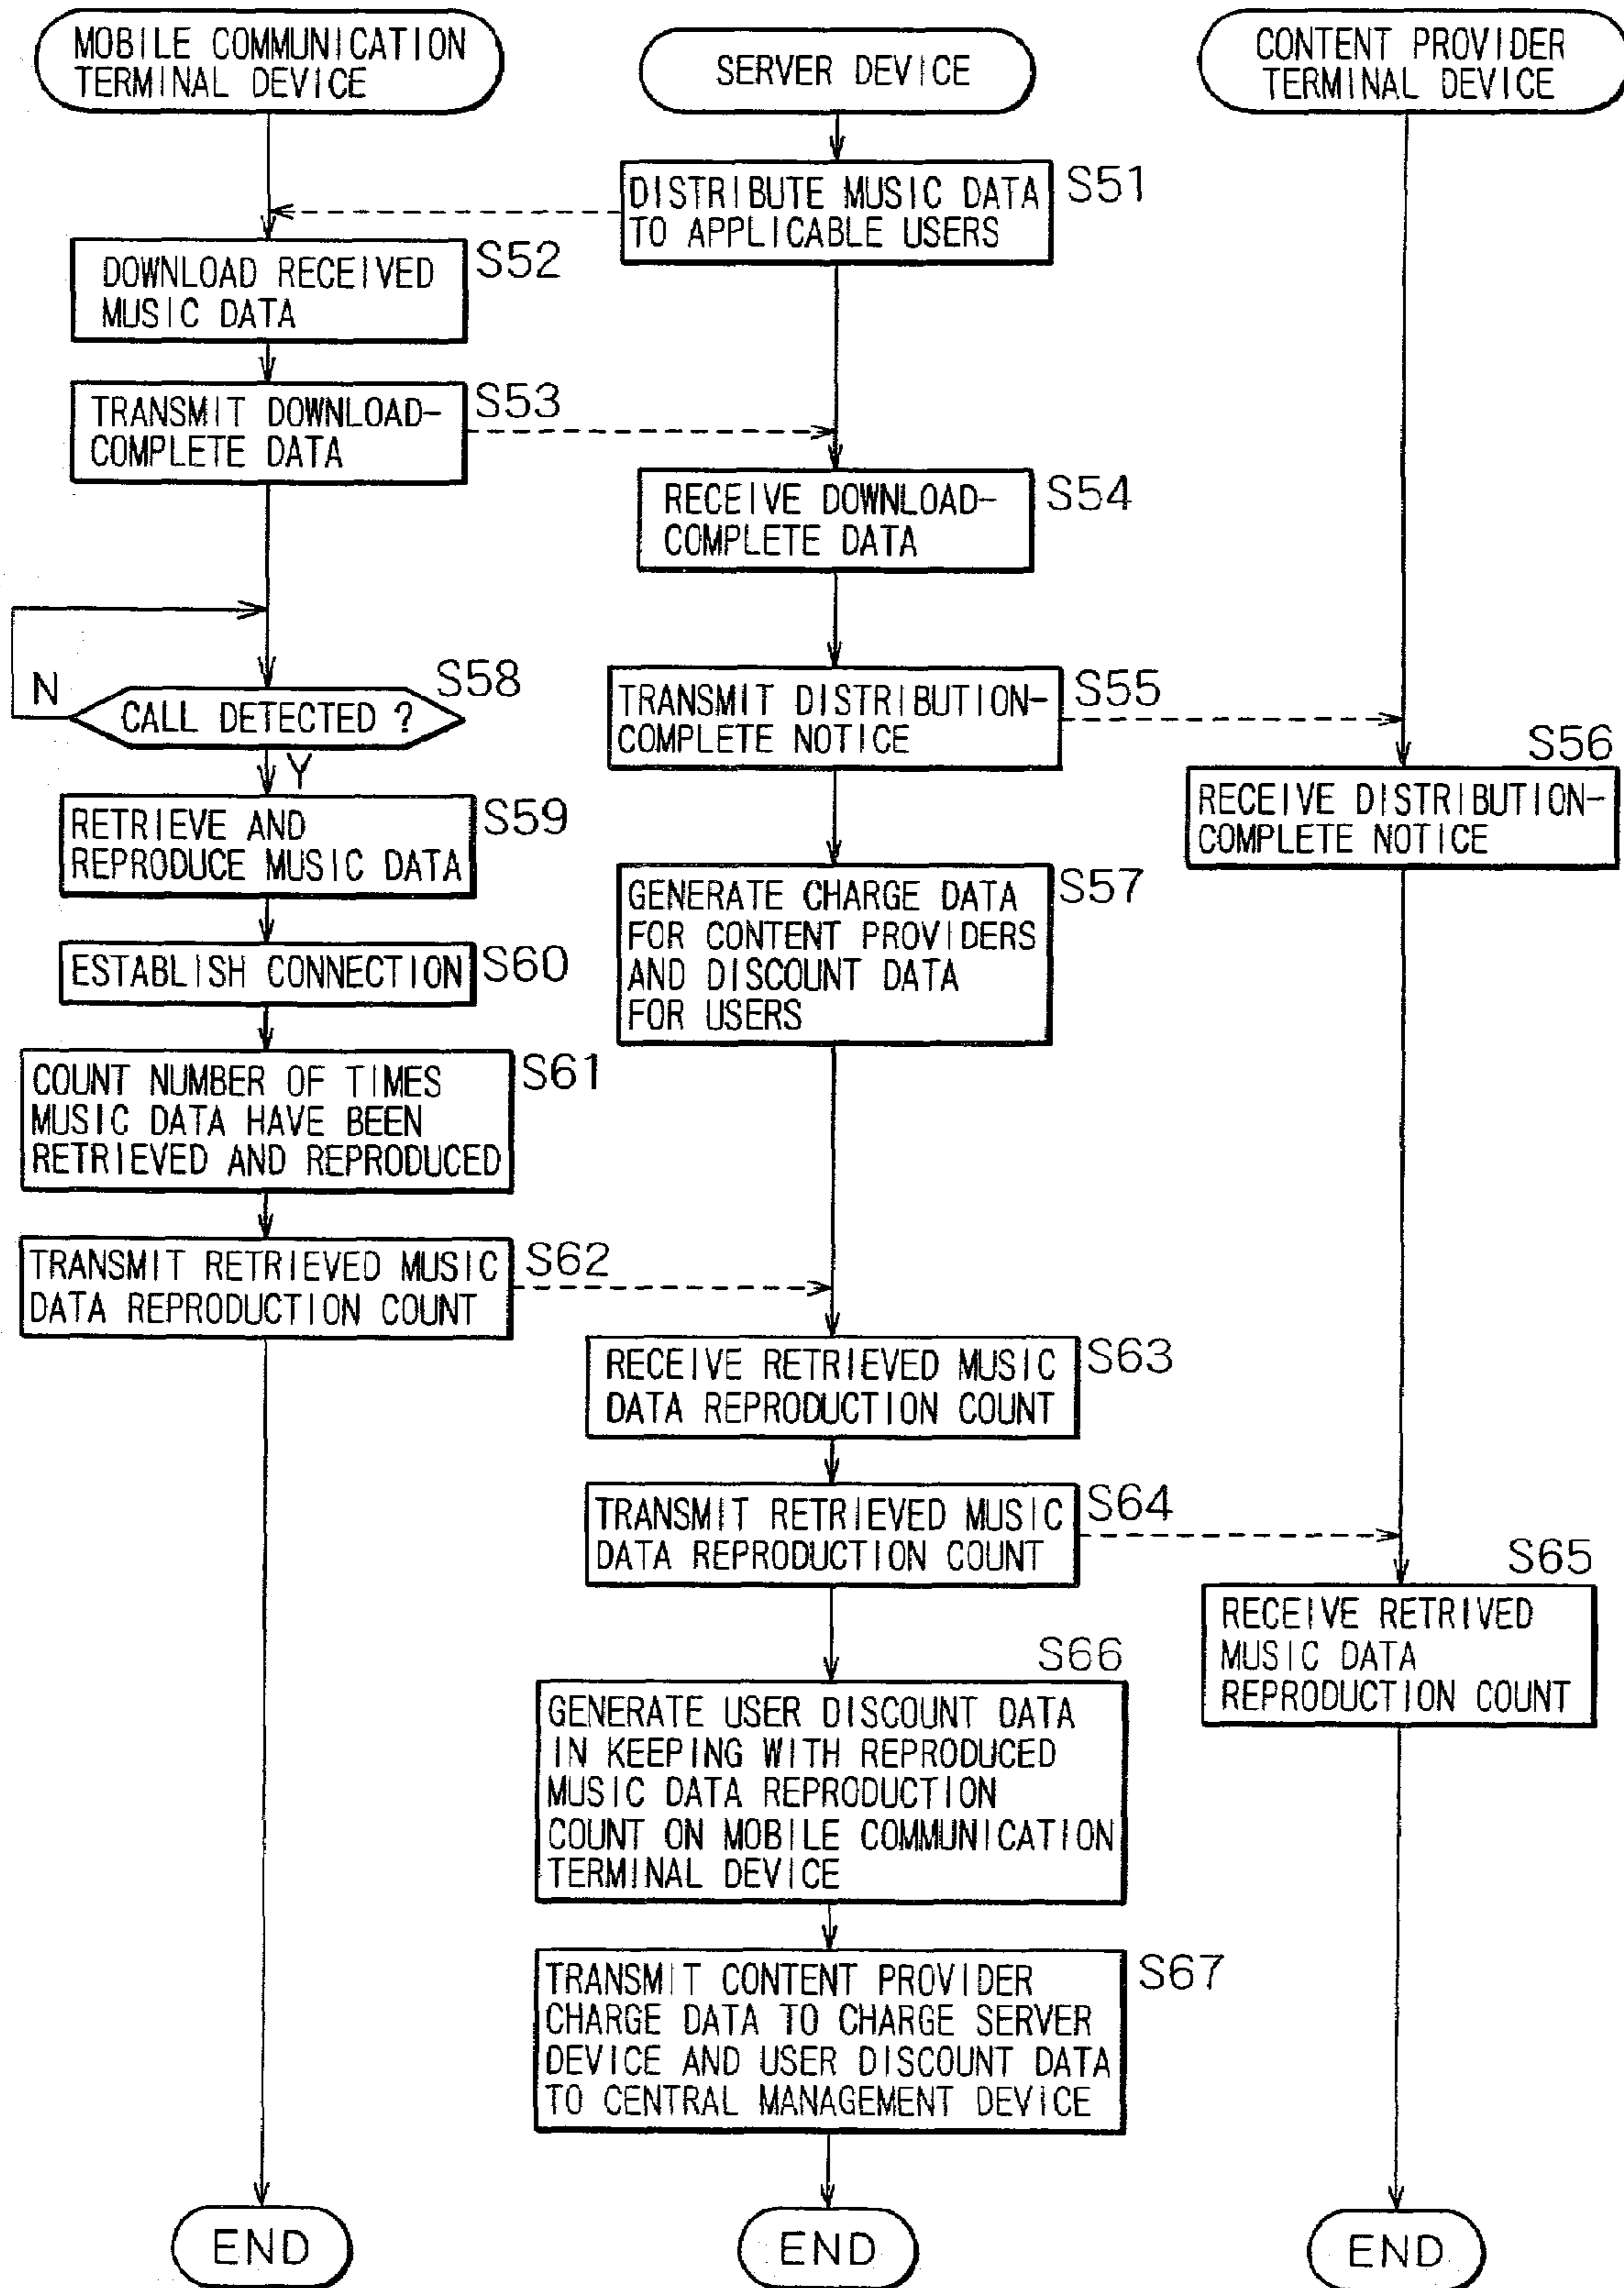 MOBILE COMMUNICATION
TERMINAL DEVICE
SERVER DEVICE
CONTENT PROVIDER
TERMINAL DEVICE
DISTRIBUTE MUSIC DATA
TO APPLICABLE USERS
S51
DOWNLOAD RECEIVED
MUSIC DATA
S52
TRANSMIT DOWNLOAD-
COMPLETE DATA
S53
RECEIVE DOWNLOAD-
COMPLETE DATA
S54
N
CALL DETECTED ?
S58
Y
TRANSMIT DISTRIBUTION-
COMPLETE NOTICE
S55
S56
RECEIVE DISTRIBUTION-
COMPLETE NOTICE
RETRIEVE AND
REPRODUCE MUSIC DATA
S59
GENERATE CHARGE DATA
FOR CONTENT PROVIDERS
AND DISCOUNT DATA
FOR USERS
S57
ESTABLISH CONNECTION
S60
COUNT NUMBER OF TIMES
MUSIC DATA HAVE BEEN
RETRIEVED AND REPRODUCED
S61
TRANSMIT RETRIEVED MUSIC
DATA REPRODUCTION COUNT
S62
RECEIVE RETRIEVED MUSIC
DATA REPRODUCTION COUNT
S63
TRANSMIT RETRIEVED MUSIC
DATA REPRODUCTION COUNT
S64
S65
RECEIVE RETRIVED
MUSIC DATA
REPRODUCTION COUNT
S66
GENERATE USER DISCOUNT DATA
IN KEEPING WITH REPRODUCED
MUSIC DATA REPRODUCTION
COUNT ON MOBILE COMMUNICATION
TERMINAL DEVICE
TRANSMIT CONTENT PROVIDER
CHARGE DATA TO CHARGE SERVER
DEVICE AND USER DISCOUNT DATA
TO CENTRAL MANAGEMENT DEVICE
S67
END
END
END